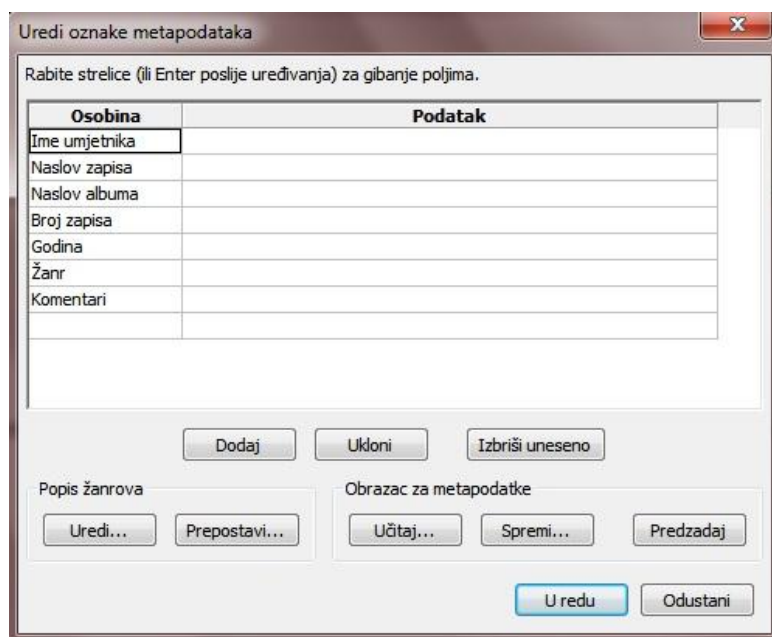 Uredi oznake metapodataka
x
Rabite strelice (ili Enter poslije uređivanja) za gibanje poljima.
Osobina Podatak
Ime umjetnika
Naslov zapisa
Naslov albuma
Broj zapisa
Godina
Žanr
Komentari
Dodaj Ukloni Izbriši uneseno
Popis žanrova Obrazac za metapodatke
Uredi... Prepostavi... Učitaj... Spremi... Predzadaj
U redu Odustani